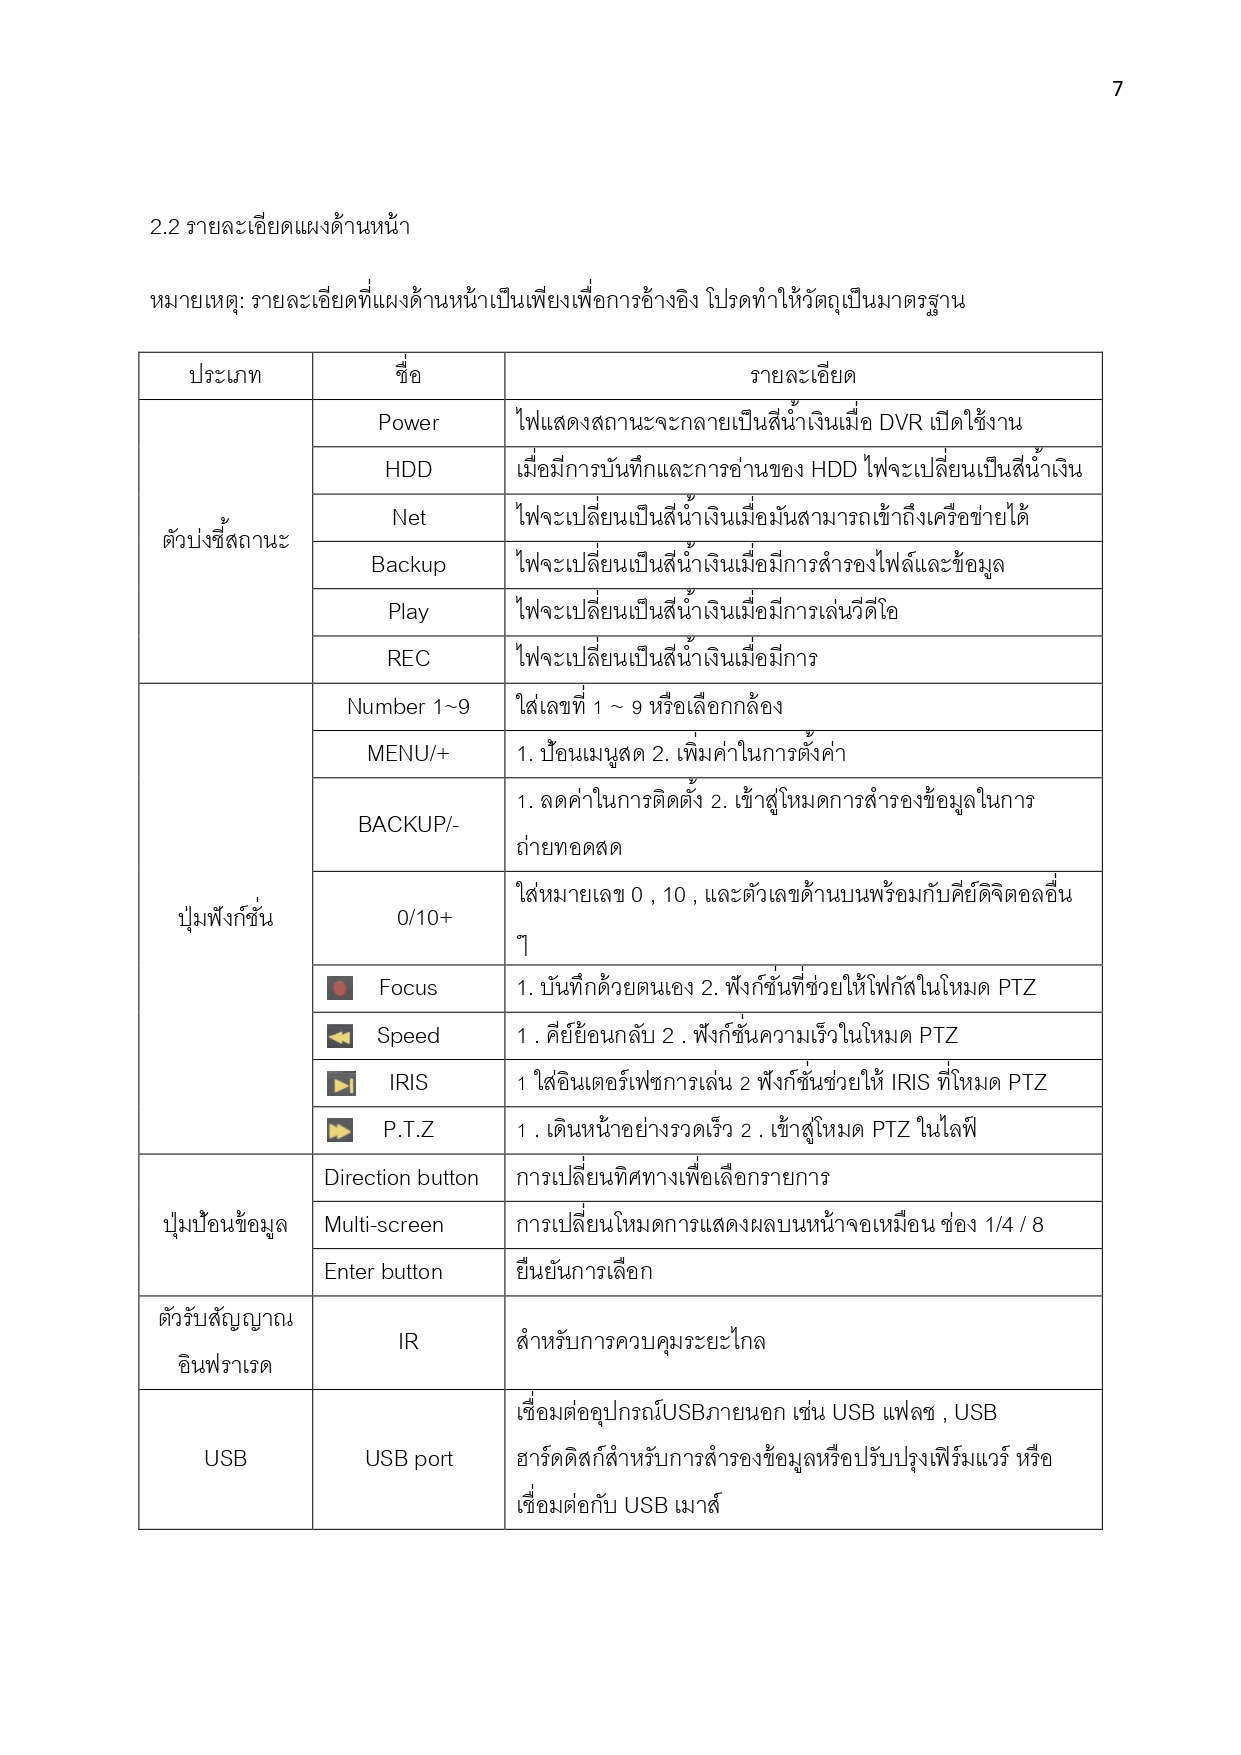 7
2.2 รายละเอียดแผงด้านหน้า
หมายเหตุ: รายละเอียดที่แผงด้านหน้าเป็นเพียงเพื่อการอ้างอิง โปรดทำให้วัตถุเป็นมาตรฐาน
ประเภท ชื่อ รายละเอียด
ตัวบ่งชี้สถานะ
Power ไฟแสดงสถานะจะกลายเป็นสีน้ำเงินเมื่อ DVR เปิดใช้งาน
HDD เมื่อมีการบันทึกและการอ่านของ HDD ไฟจะเปลี่ยนเป็นสีน้ำเงิน
Net ไฟจะเปลี่ยนเป็นสีน้ำเงินเมื่อมันสามารถเข้าถึงเครือข่ายได้
Backup ไฟจะเปลี่ยนเป็นสีน้ำเงินเมื่อมีการสำรองไฟล์และข้อมูล
Play ไฟจะเปลี่ยนเป็นสีน้ำเงินเมื่อมีการเล่นวีดีโอ
REC ไฟจะเปลี่ยนเป็นสีน้ำเงินเมื่อมีการ
ปุ่มฟังก์ชั่น
Number 1~9 ใส่เลขที่ 1 ~ 9 หรือเลือกกล้อง
MENU/+ 1. ป้อนเมนูสด 2. เพิ่มค่าในการตั้งค่า
BACKUP/- 1. ลดค่าในการติดตั้ง 2. เข้าสู่โหมดการสำรองข้อมูลในการ
ถ่ายทอดสด
0/10+ ใส่หมายเลข 0 , 10 , และตัวเลขด้านบนพร้อมกับคีย์ดิจิตอลอื่น
ๆ
Focus 1. บันทึกด้วยตนเอง 2. ฟังก์ชั่นที่ช่วยให้โฟกัสในโหมด PTZ
Speed 1 . คีย์ย้อนกลับ 2 . ฟังก์ชั่นความเร็วในโหมด PTZ
IRIS 1 ใส่อินเตอร์เฟซการเล่น 2 ฟังก์ชั่นช่วยให้ IRIS ที่โหมด PTZ
P.T.Z 1 . เดินหน้าอย่างรวดเร็ว 2 . เข้าสู่โหมด PTZ ในไลฟ์
ปุ่มป้อนข้อมูล
Direction button การเปลี่ยนทิศทางเพื่อเลือกรายการ
Multi-screen การเปลี่ยนโหมดการแสดงผลบนหน้าจอเหมือน ช่อง 1/4 / 8
Enter button ยืนยันการเลือก
ตัวรับสัญญาณ
อินฟราเรด
IR สำหรับการควบคุมระยะไกล
USB USB port เชื่อมต่ออุปกรณ์USBภายนอก เช่น USB แฟลช , USB
ฮาร์ดดิสก์สำหรับการสำรองข้อมูลหรือปรับปรุงเฟิร์มแวร์ หรือ
เชื่อมต่อกับ USB เมาส์